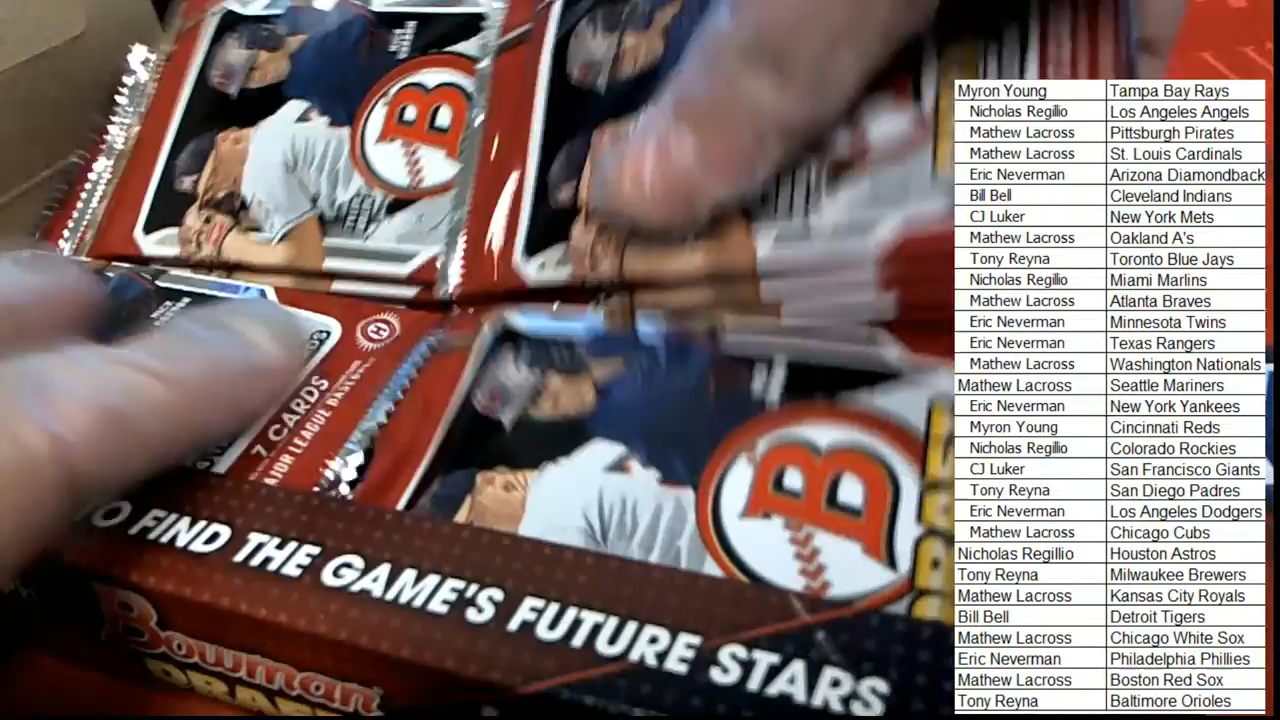 B
B
7 CARDS
MAJOR LEAGUE BASEBALL
TO FIND THE GAME'S FUTURE STARS
Bowman
DRAFT
Myron Young Tampa Bay Rays
Nicholas Regillio Los Angeles Angels
Mathew Lacross Pittsburgh Pirates
Mathew Lacross St. Louis Cardinals
Eric Neverman Arizona Diamondback
Bill Bell Cleveland Indians
CJ Luker New York Mets
Mathew Lacross Oakland A's
Tony Reyna Toronto Blue Jays
Nicholas Regillio Miami Marlins
Mathew Lacross Atlanta Braves
Eric Neverman Minnesota Twins
Eric Neverman Texas Rangers
Mathew Lacross Washington Nationals
Mathew Lacross Seattle Mariners
Eric Neverman New York Yankees
Myron Young Cincinnati Reds
Nicholas Regillio Colorado Rockies
CJ Luker San Francisco Giants
Tony Reyna San Diego Padres
Eric Neverman Los Angeles Dodgers
Mathew Lacross Chicago Cubs
Nicholas Regillio Houston Astros
Tony Reyna Milwaukee Brewers
Mathew Lacross Kansas City Royals
Bill Bell Detroit Tigers
Mathew Lacross Chicago White Sox
Eric Neverman Philadelphia Phillies
Mathew Lacross Boston Red Sox
Tony Reyna Baltimore Orioles